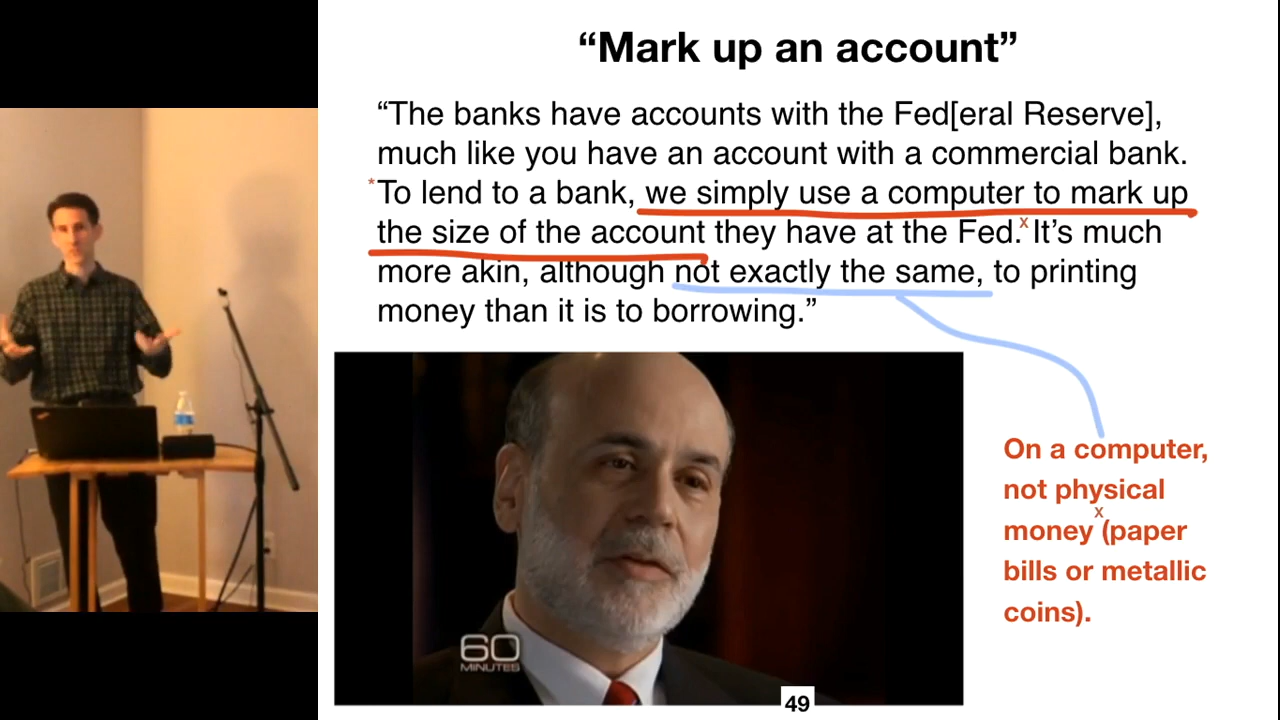 “Mark up an account”
“The banks have accounts with the Fed[eral Reserve],
much like you have an account with a commercial bank.
*To lend to a bank, we simply use a computer to mark up
the size of the account they have at the Fed.x It’s much
more akin, although not exactly the same, to printing
money than it is to borrowing.”
On a computer,
not physical
x
money (paper
bills or metallic
coins).
60
MINUTES
49